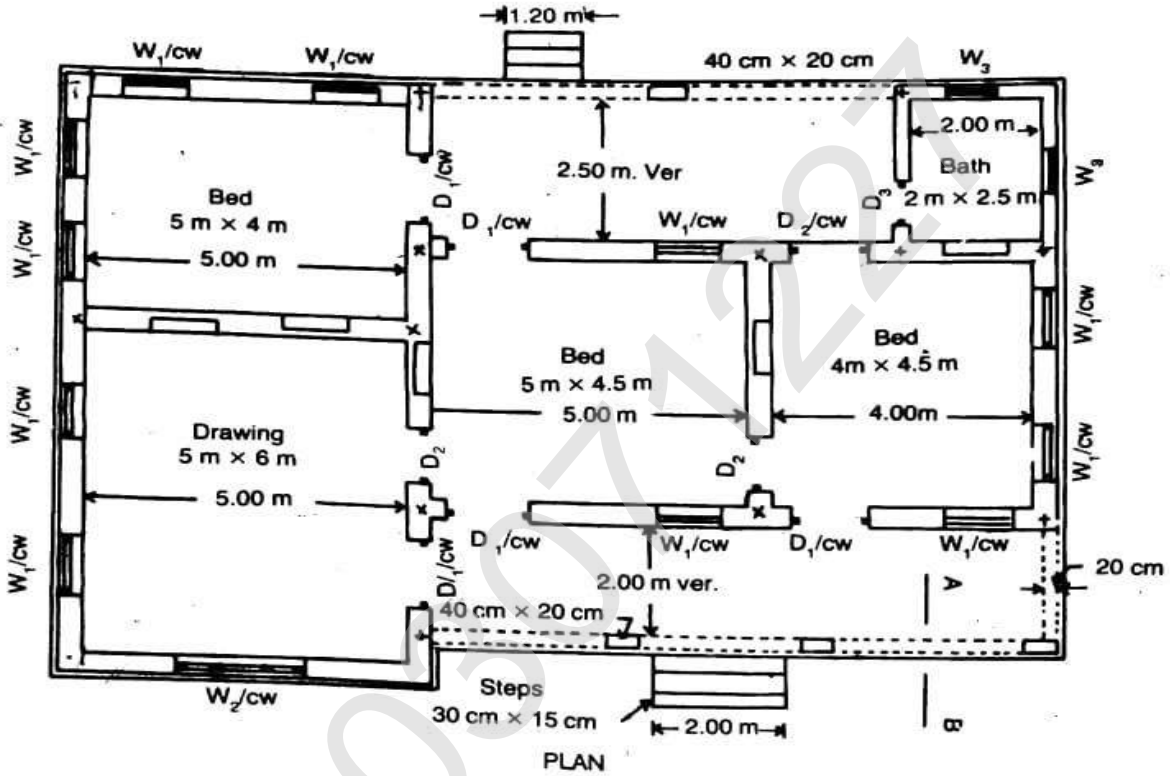 1.20 m
W1/cw
W1/cw
40 cm × 20 cm
W3
W1/cw
2.00 m
Bath
2 m × 2.5 m
W3
D1/cw
2.50 m. Ver
D3
Bed
5 m × 4 m
W1/cw
5.00 m
D1/cw
W1/cw
D2/cw
W1/cw
Bed
5 m × 4.5 m
5.00 m
Bed
4m × 4.5 m
4.00m
W1/cw
Drawing
5 m × 6 m
5.00 m
D2
D2
W1/cw
D1/cw
W1/cw
D1/cw
W1/cw
W1/cw
D/1/cw
2.00 m ver.
A
20 cm
40 cm × 20 cm
7
W2/cw
Steps
30 cm × 15 cm
2.00 m
B
PLAN
03071227